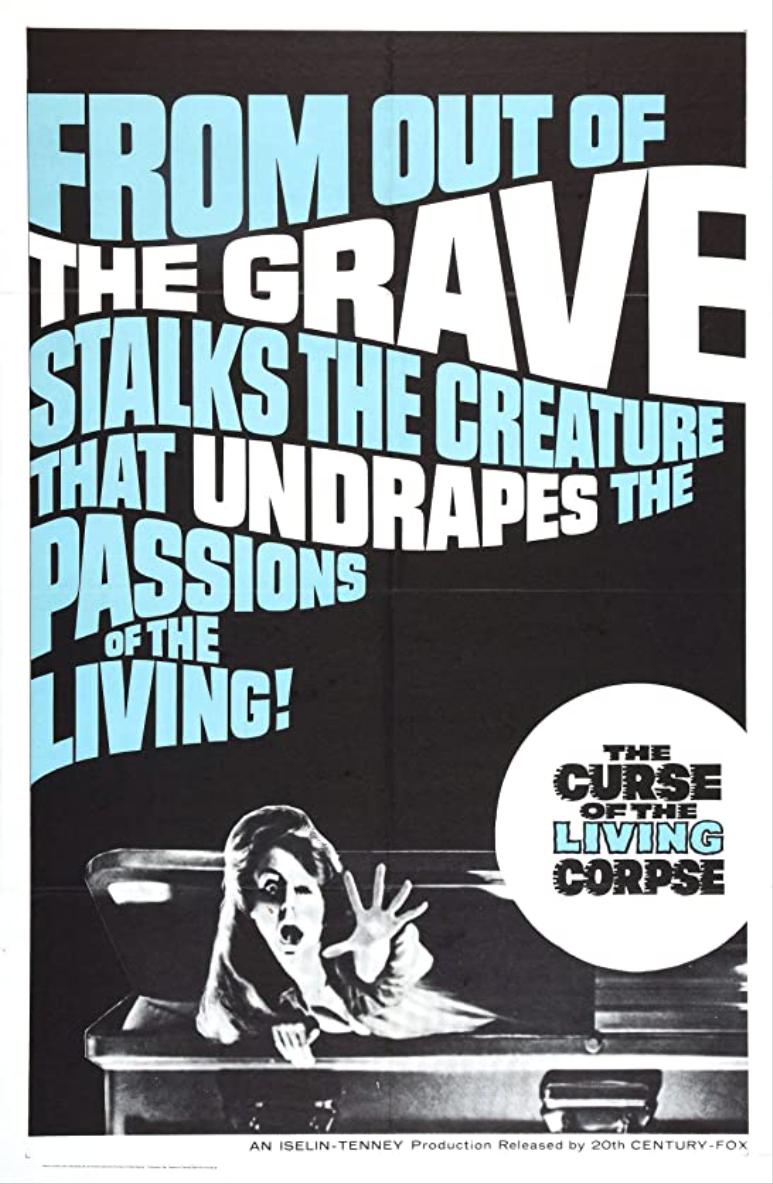 FROM OUT OF
THE GRAVE
STALKS THE CREATURE
THAT UNDRAPES THE
PASSIONS
OF THE
LIVING!
THE
CURSE
OF THE
LIVING
CORPSE
AN ISELIN-TENNEY Production Released by 20th CENTURY-FOX